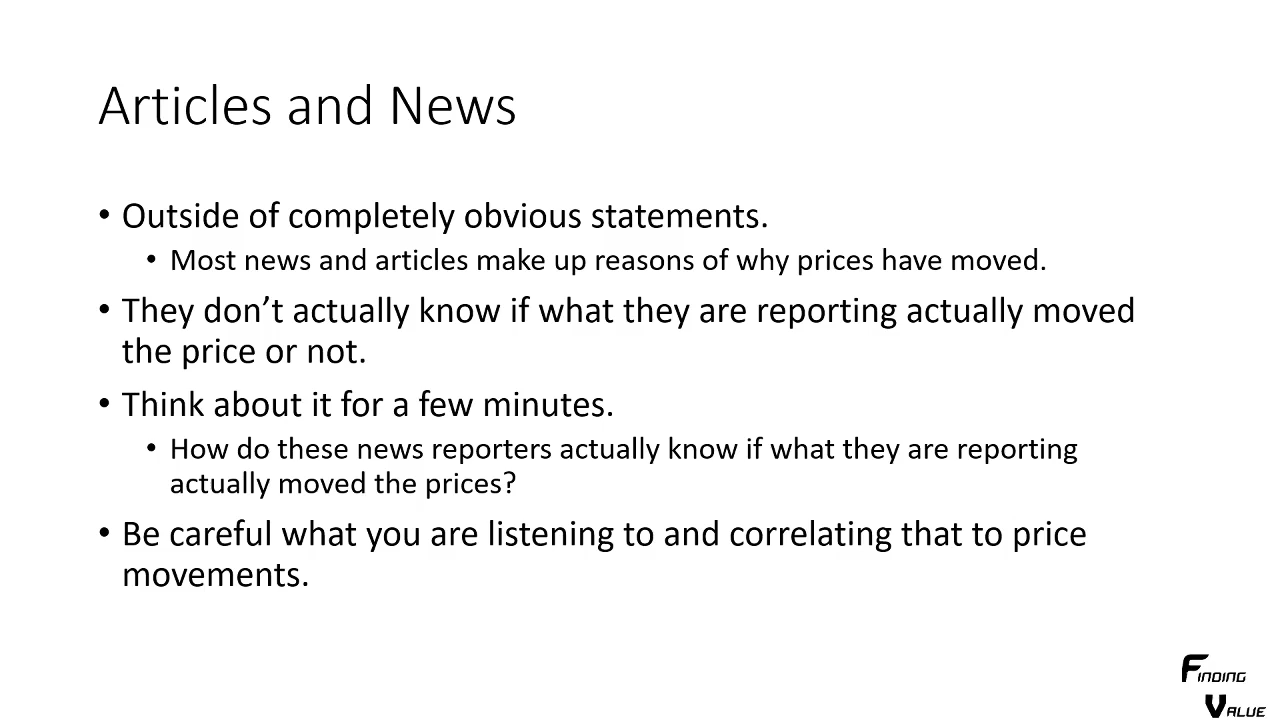 Articles and News
• Outside of completely obvious statements.
• Most news and articles make up reasons of why prices have moved.
• They don’t actually know if what they are reporting actually moved
the price or not.
• Think about it for a few minutes.
• How do these news reporters actually know if what they are reporting
actually moved the prices?
• Be careful what you are listening to and correlating that to price
movements.
Finding
Value